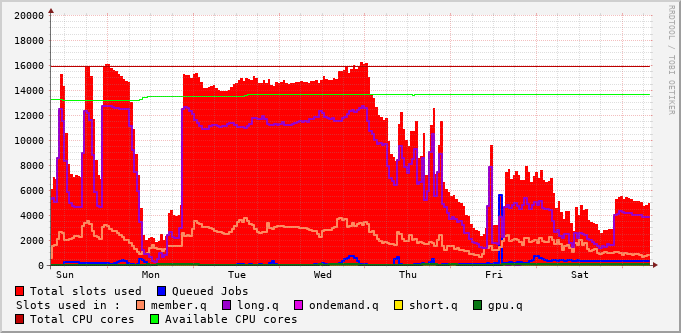 20000
18000
16000
14000
12000
10000
8000
6000
4000
2000
0
Sun Mon Tue Wed Thu Fri Sat
Total slots used Queued Jobs
Slots used in : member.q long.q ondemand.q short.q gpu.q
Total CPU cores Available CPU cores
RRDTOOL / TOBI OETIKER